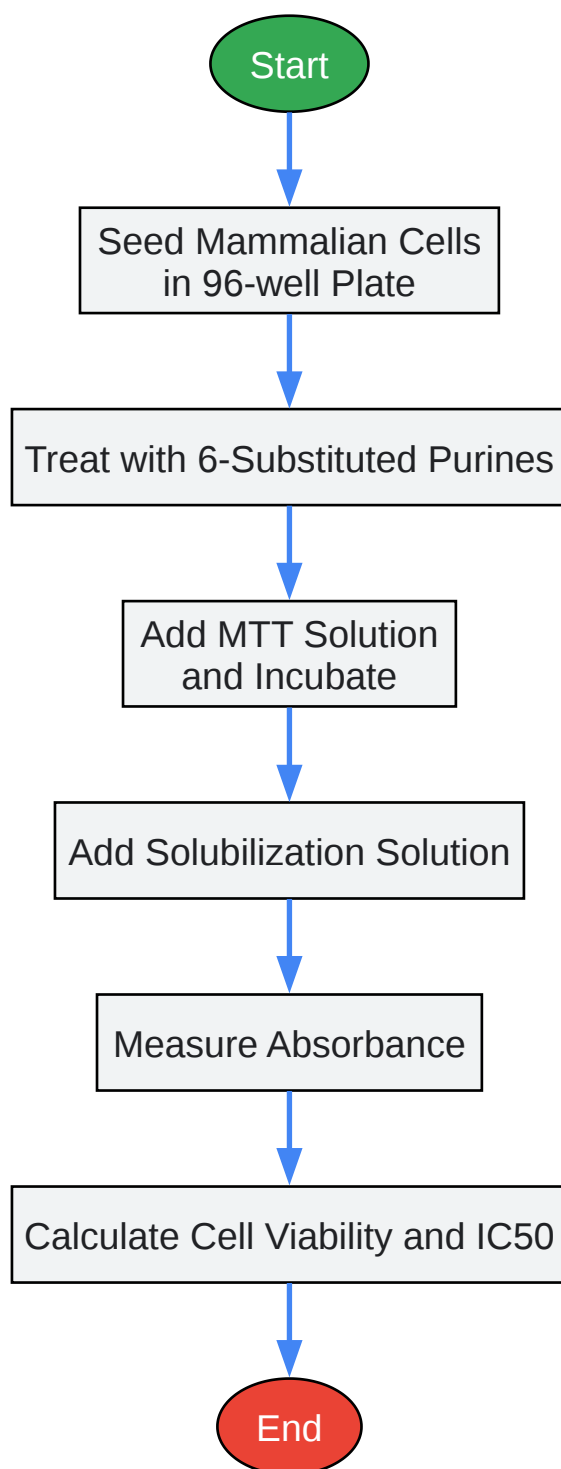 Start
Seed Mammalian Cells
in 96-well Plate
Treat with 6-Substituted Purines
Add MTT Solution
and Incubate
Add Solubilization Solution
Measure Absorbance
Calculate Cell Viability and IC50
End